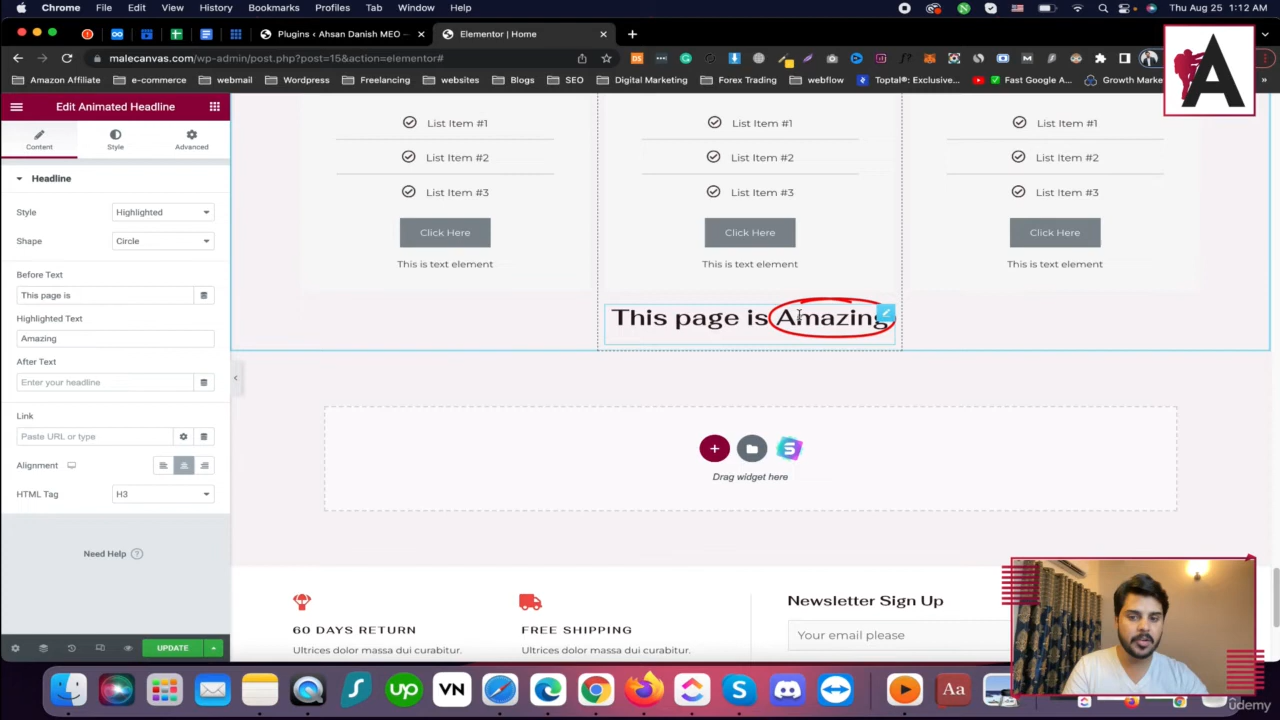 Chrome File Edit View History Bookmarks Profiles Tab Window Help
Thu Aug 25 1:12 AM
Plugins ‹ Ahsan Danish MEO —
Elementor | Home
malecanvas.com/wp-admin/post.php?post=15&action=elementor#
Amazon Affiliate e-commerce webmail Wordpress Freelancing websites Blogs SEO Digital Marketing Forex Trading webflow Toptal®: Exclusive... Fast Google A... Growth Market »
A
Edit Animated Headline
Content Style Advanced
Headline
Style Highlighted
Shape Circle
Before Text
This page is
Highlighted Text
Amazing
After Text
Enter your headline
Link
Paste URL or type
Alignment
HTML Tag H3
Need Help ?
UPDATE
List Item #1 List Item #1 List Item #1
List Item #2 List Item #2 List Item #2
List Item #3 List Item #3 List Item #3
Click Here Click Here Click Here
This is text element This is text element This is text element
This page is Amazing
Drag widget here
60 DAYS RETURN
Ultrices dolor massa dui curabitur.
FREE SHIPPING
Ultrices dolor massa dui curabitur.
Newsletter Sign Up
Your email please
up VN Aa
udemy